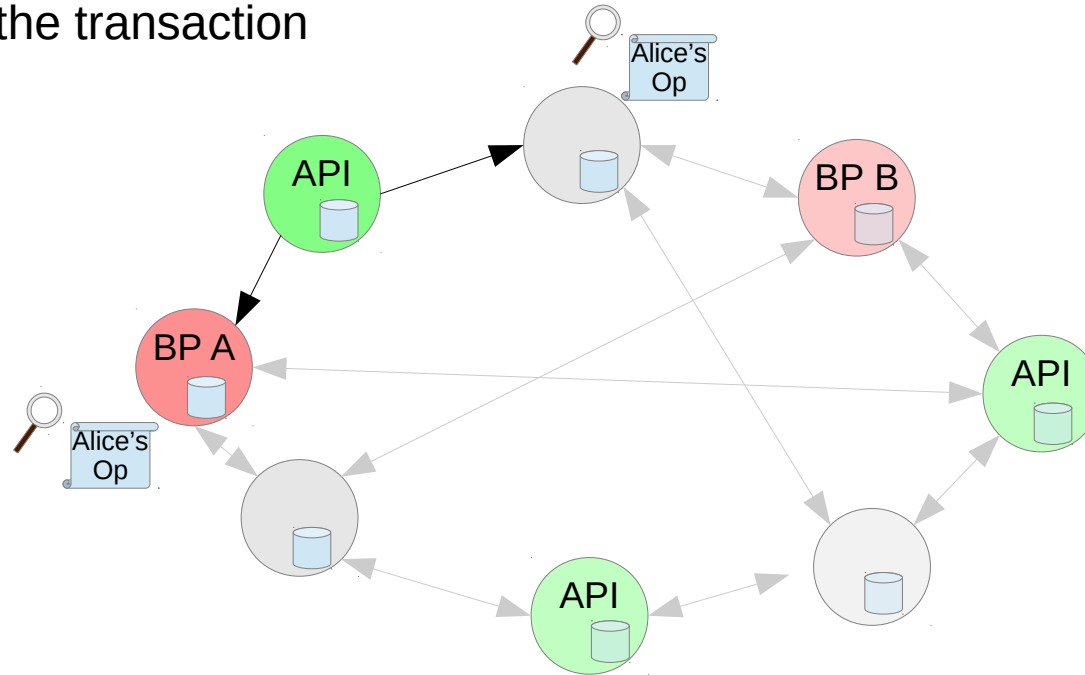 the transaction
Alice’s
Op
API
BP B
BP A
API
Alice’s
Op
API